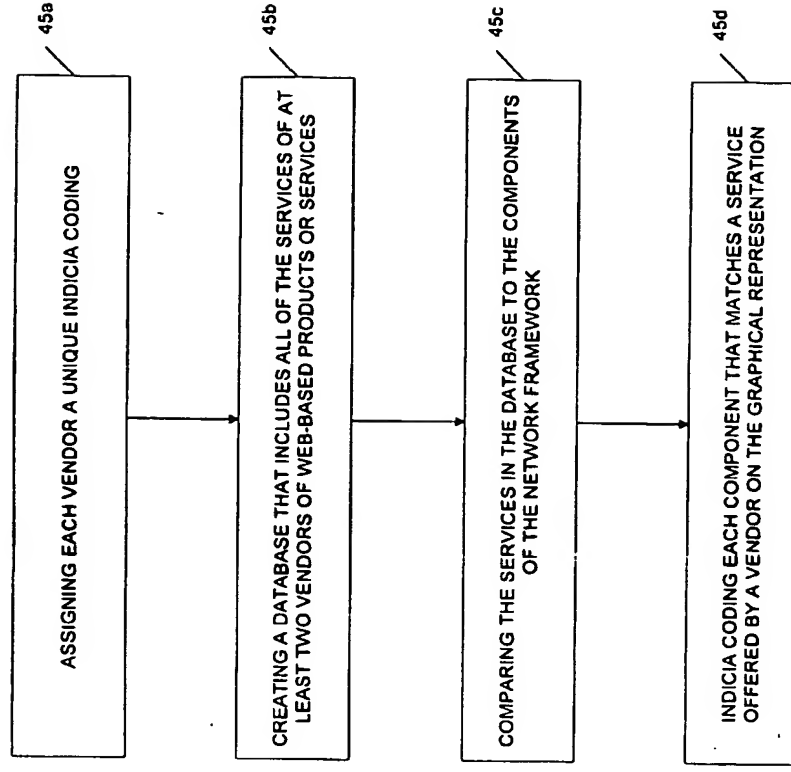 45a
ASSIGNING EACH VENDOR A UNIQUE INDICIA CODING
45b
CREATING A DATABASE THAT INCLUDES ALL OF THE SERVICES OF AT
LEAST TWO VENDORS OF WEB-BASED PRODUCTS OR SERVICES
45c
COMPARING THE SERVICES IN THE DATABASE TO THE COMPONENTS
OF THE NETWORK FRAMEWORK
45d
INDICIA CODING EACH COMPONENT THAT MATCHES A SERVICE
OFFERED BY A VENDOR ON THE GRAPHICAL REPRESENTATION